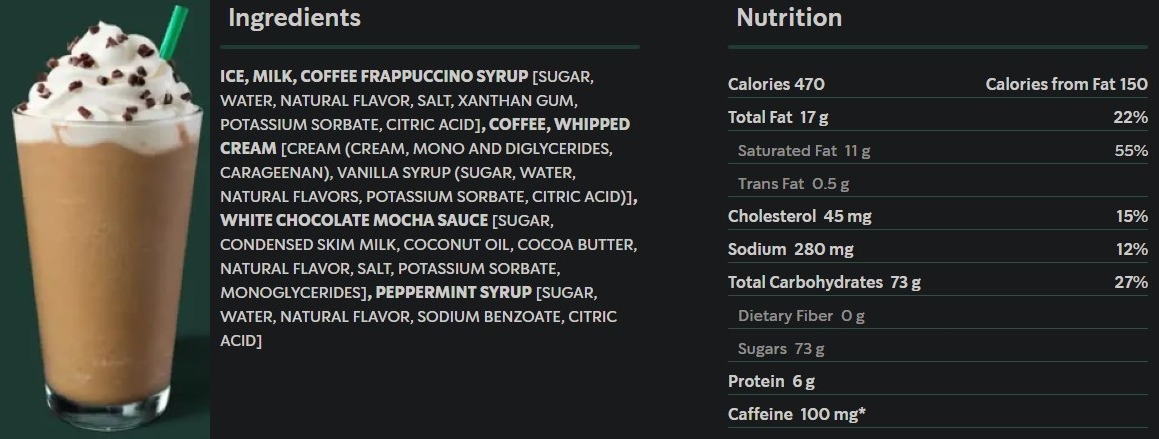 Ingredients
ICE, MILK, COFFEE FRAPPUCCINO SYRUP [SUGAR,
WATER, NATURAL FLAVOR, SALT, XANTHAN GUM,
POTASSIUM SORBATE, CITRIC ACID], COFFEE, WHIPPED
CREAM [CREAM (CREAM, MONO AND DIGLYCERIDES,
CARAGEENAN), VANILLA SYRUP (SUGAR, WATER,
NATURAL FLAVORS, POTASSIUM SORBATE, CITRIC ACID)],
WHITE CHOCOLATE MOCHA SAUCE [SUGAR,
CONDENSED SKIM MILK, COCONUT OIL, COCOA BUTTER,
NATURAL FLAVOR, SALT, POTASSIUM SORBATE,
MONOGLYCERIDES], PEPPERMINT SYRUP [SUGAR,
WATER, NATURAL FLAVOR, SODIUM BENZOATE, CITRIC
ACID]
Nutrition
Calories 470 Calories from Fat 150
Total Fat 17 g 22%
Saturated Fat 11 g 55%
Trans Fat 0.5 g
Cholesterol 45 mg 15%
Sodium 280 mg 12%
Total Carbohydrates 73 g 27%
Dietary Fiber 0 g
Sugars 73 g
Protein 6 g
Caffeine 100 mg*